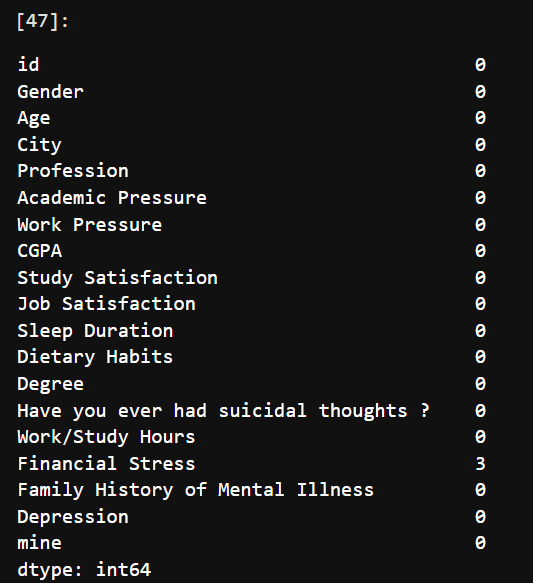 [47]:
id 0
Gender 0
Age 0
City 0
Profession 0
Academic Pressure 0
Work Pressure 0
CGPA 0
Study Satisfaction 0
Job Satisfaction 0
Sleep Duration 0
Dietary Habits 0
Degree 0
Have you ever had suicidal thoughts ? 0
Work/Study Hours 0
Financial Stress 3
Family History of Mental Illness 0
Depression 0
mine 0
dtype: int64